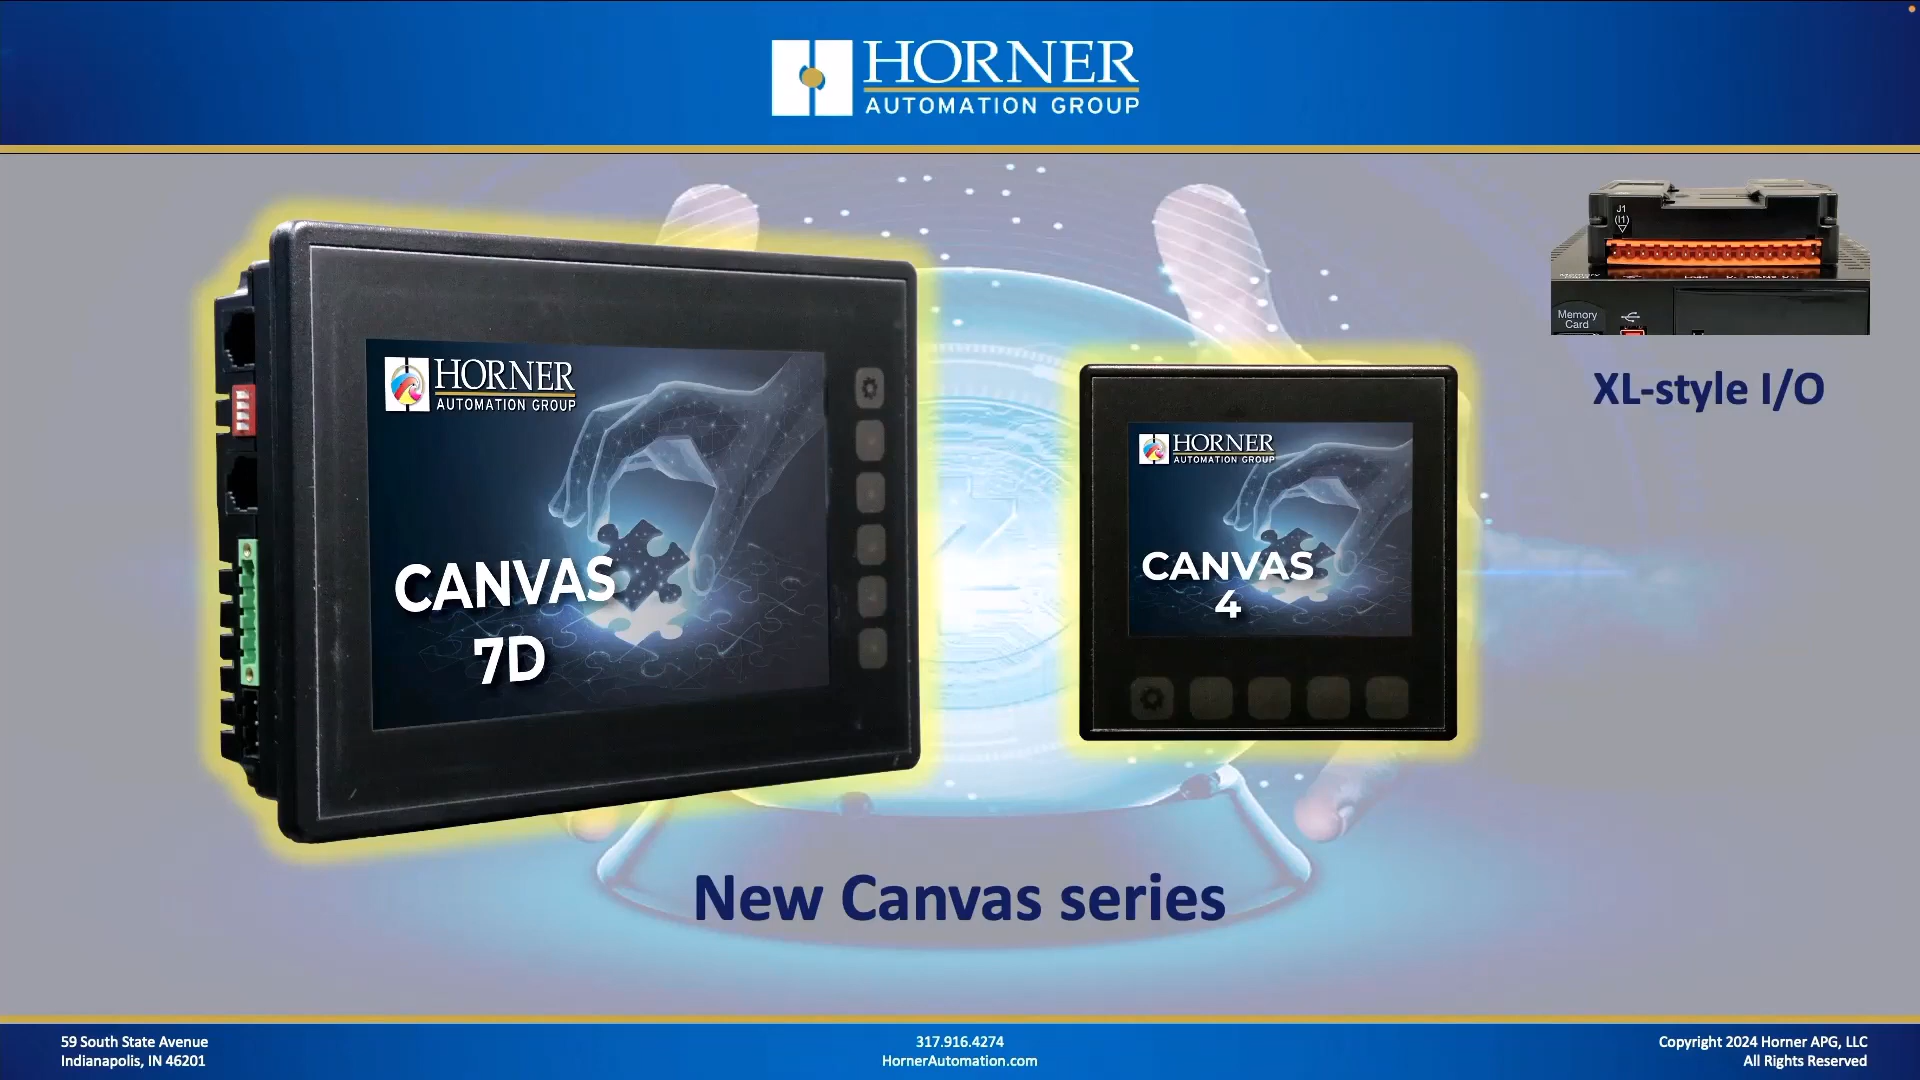 HORNER
AUTOMATION GROUP
J1
(I1)
Memory
Card
XL-style I/O
HORNER
AUTOMATION GROUP
CANVAS
7D
HORNER
AUTOMATION GROUP
CANVAS
4
New Canvas series
59 South State Avenue
Indianapolis, IN 46201
317.916.4274
HornerAutomation.com
Copyright 2024 Horner APG, LLC
All Rights Reserved